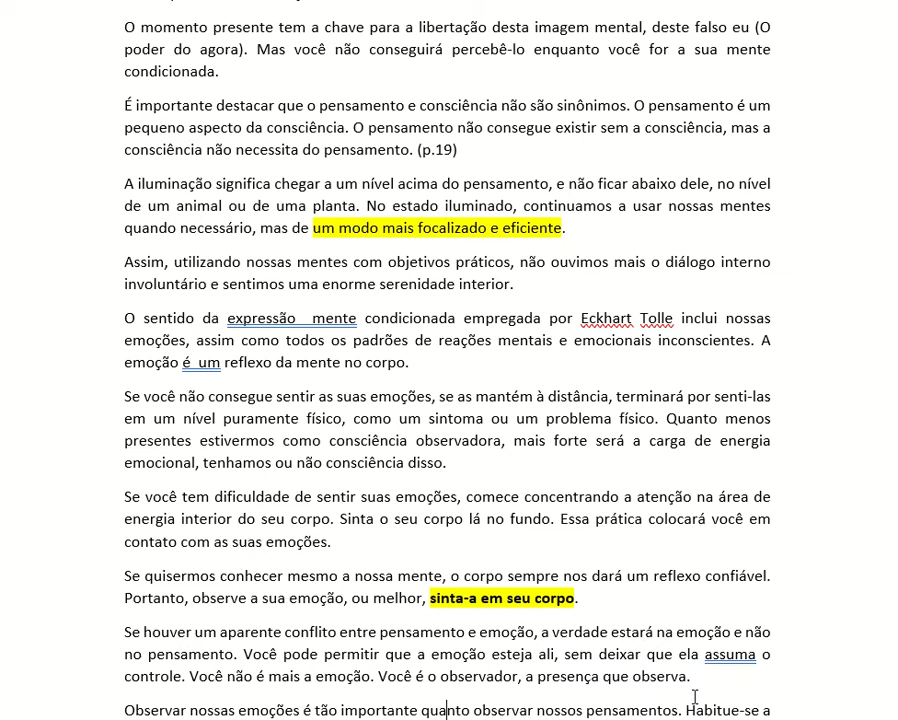 O momento presente tem a chave para a libertação desta imagem mental, deste falso eu (O
poder do agora). Mas você não conseguirá percebê-lo enquanto você for a sua mente
condicionada.
É importante destacar que o pensamento e consciência não são sinônimos. O pensamento é um
pequeno aspecto da consciência. O pensamento não consegue existir sem a consciência, mas a
consciência não necessita do pensamento. (p.19)
A iluminação significa chegar a um nível acima do pensamento, e não ficar abaixo dele, no nível
de um animal ou de uma planta. No estado iluminado, continuamos a usar nossas mentes
quando necessário, mas de um modo mais focalizado e eficiente.
Assim, utilizando nossas mentes com objetivos práticos, não ouvimos mais o diálogo interno
involuntário e sentimos uma enorme serenidade interior.
O sentido da expressão  mente condicionada empregada por Eckhart Tolle inclui nossas
emoções, assim como todos os padrões de reações mentais e emocionais inconscientes. A
emoção é  um reflexo da mente no corpo.
Se você não consegue sentir as suas emoções, se as mantém à distância, terminará por senti-las
em um nível puramente físico, como um sintoma ou um problema físico. Quanto menos
presentes estivermos como consciência observadora, mais forte será a carga de energia
emocional, tenhamos ou não consciência disso.
Se você tem dificuldade de sentir suas emoções, comece concentrando a atenção na área de
energia interior do seu corpo. Sinta o seu corpo lá no fundo. Essa prática colocará você em
contato com as suas emoções.
Se quisermos conhecer mesmo a nossa mente, o corpo sempre nos dará um reflexo confiável.
Portanto, observe a sua emoção, ou melhor, sinta-a em seu corpo.
Se houver um aparente conflito entre pensamento e emoção, a verdade estará na emoção e não
no pensamento. Você pode permitir que a emoção esteja ali, sem deixar que ela assuma o
controle. Você não é mais a emoção. Você é o observador, a presença que observa.
Observar nossas emoções é tão importante quanto observar nossos pensamentos. Habitue-se a